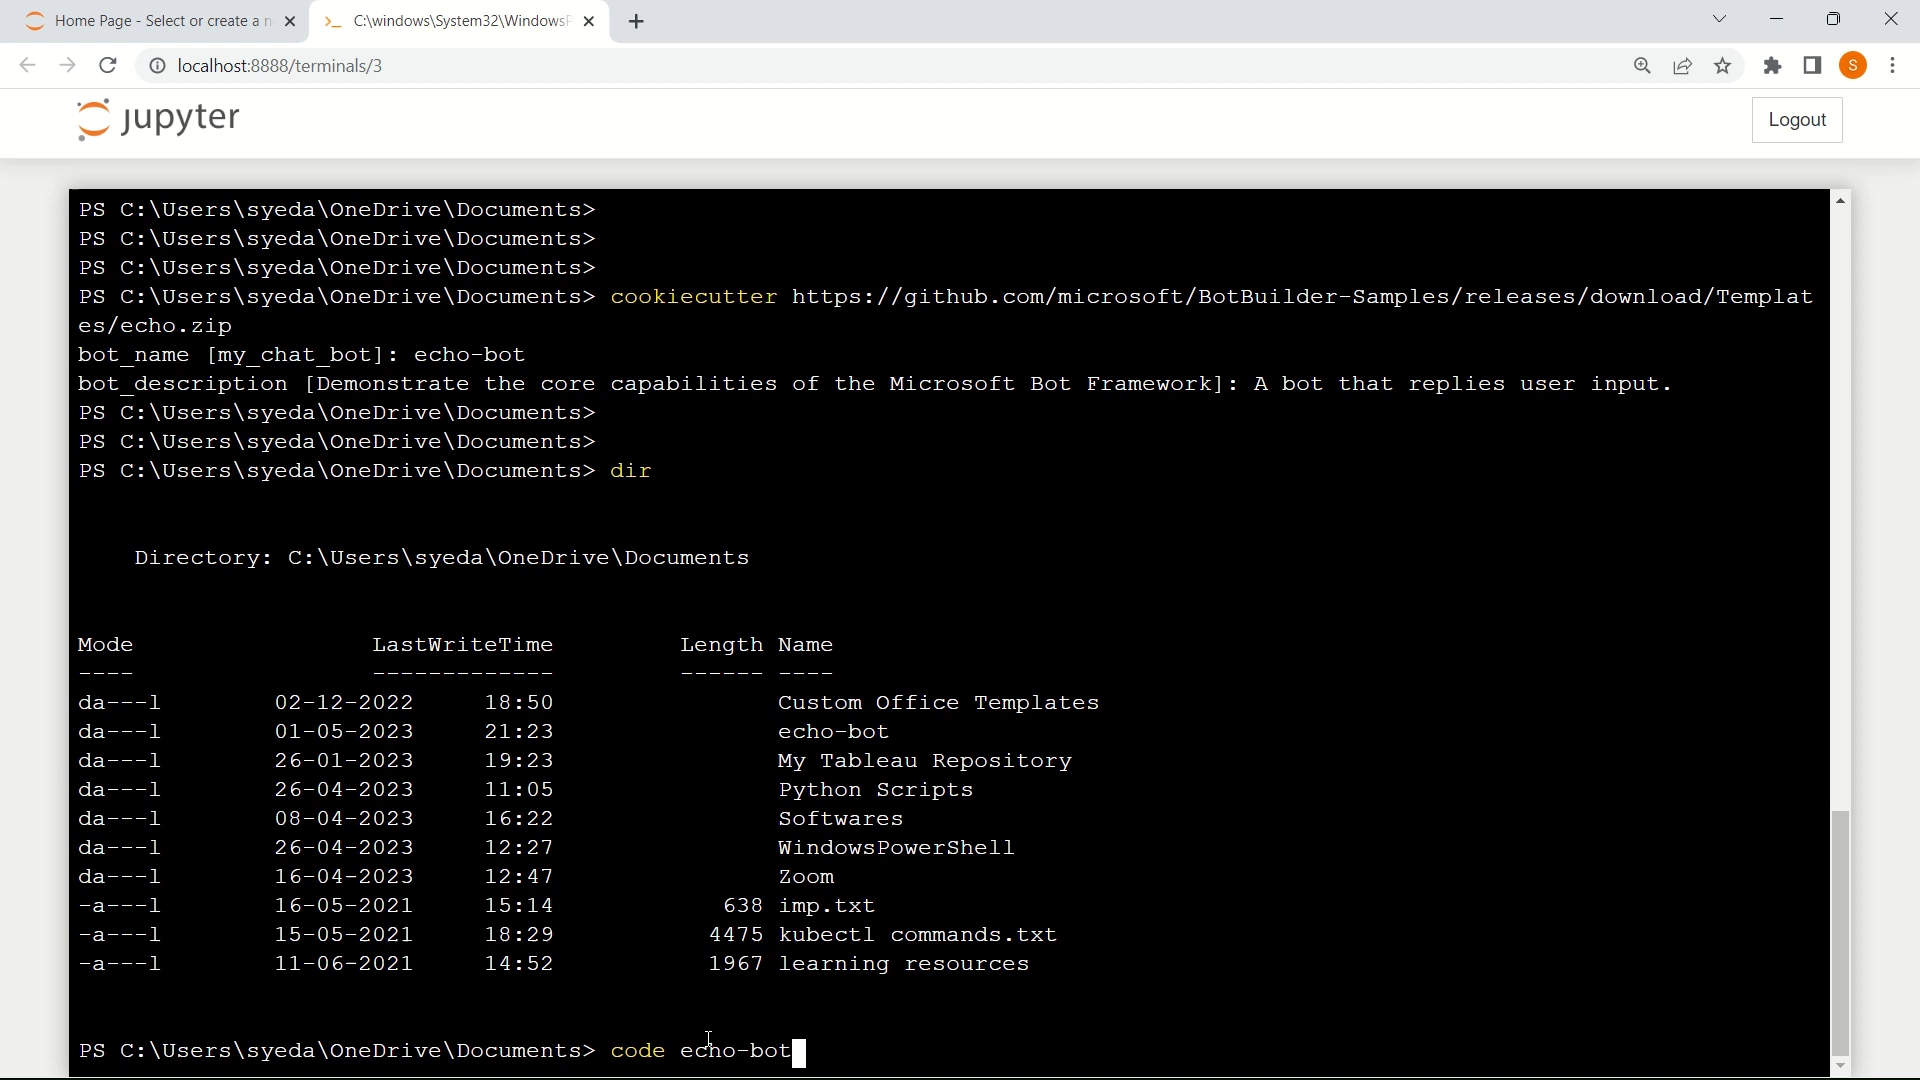 Home Page - Select or create a n
C:\windows\System32\WindowsP
localhost:8888/terminals/3
S
jupyter
Logout
PS C:\Users\syeda\OneDrive\Documents>
PS C:\Users\syeda\OneDrive\Documents>
PS C:\Users\syeda\OneDrive\Documents>
PS C:\Users\syeda\OneDrive\Documents> cookiecutter https://github.com/microsoft/BotBuilder-Samples/releases/download/Templat
es/echo.zip
bot_name [my_chat_bot]: echo-bot
bot_description [Demonstrate the core capabilities of the Microsoft Bot Framework]: A bot that replies user input.
PS C:\Users\syeda\OneDrive\Documents>
PS C:\Users\syeda\OneDrive\Documents>
PS C:\Users\syeda\OneDrive\Documents> dir
Directory: C:\Users\syeda\OneDrive\Documents
Mode LastWriteTime Length Name
---- ------------- ------ ----
da---l 02-12-2022 18:50 Custom Office Templates
da---l 01-05-2023 21:23 echo-bot
da---l 26-01-2023 19:23 My Tableau Repository
da---l 26-04-2023 11:05 Python Scripts
da---l 08-04-2023 16:22 Softwares
da---l 26-04-2023 12:27 WindowsPowerShell
da---l 16-04-2023 12:47 Zoom
-a---l 16-05-2021 15:14 638 imp.txt
-a---l 15-05-2021 18:29 4475 kubectl commands.txt
-a---l 11-06-2021 14:52 1967 learning resources
PS C:\Users\syeda\OneDrive\Documents> code echo-bot